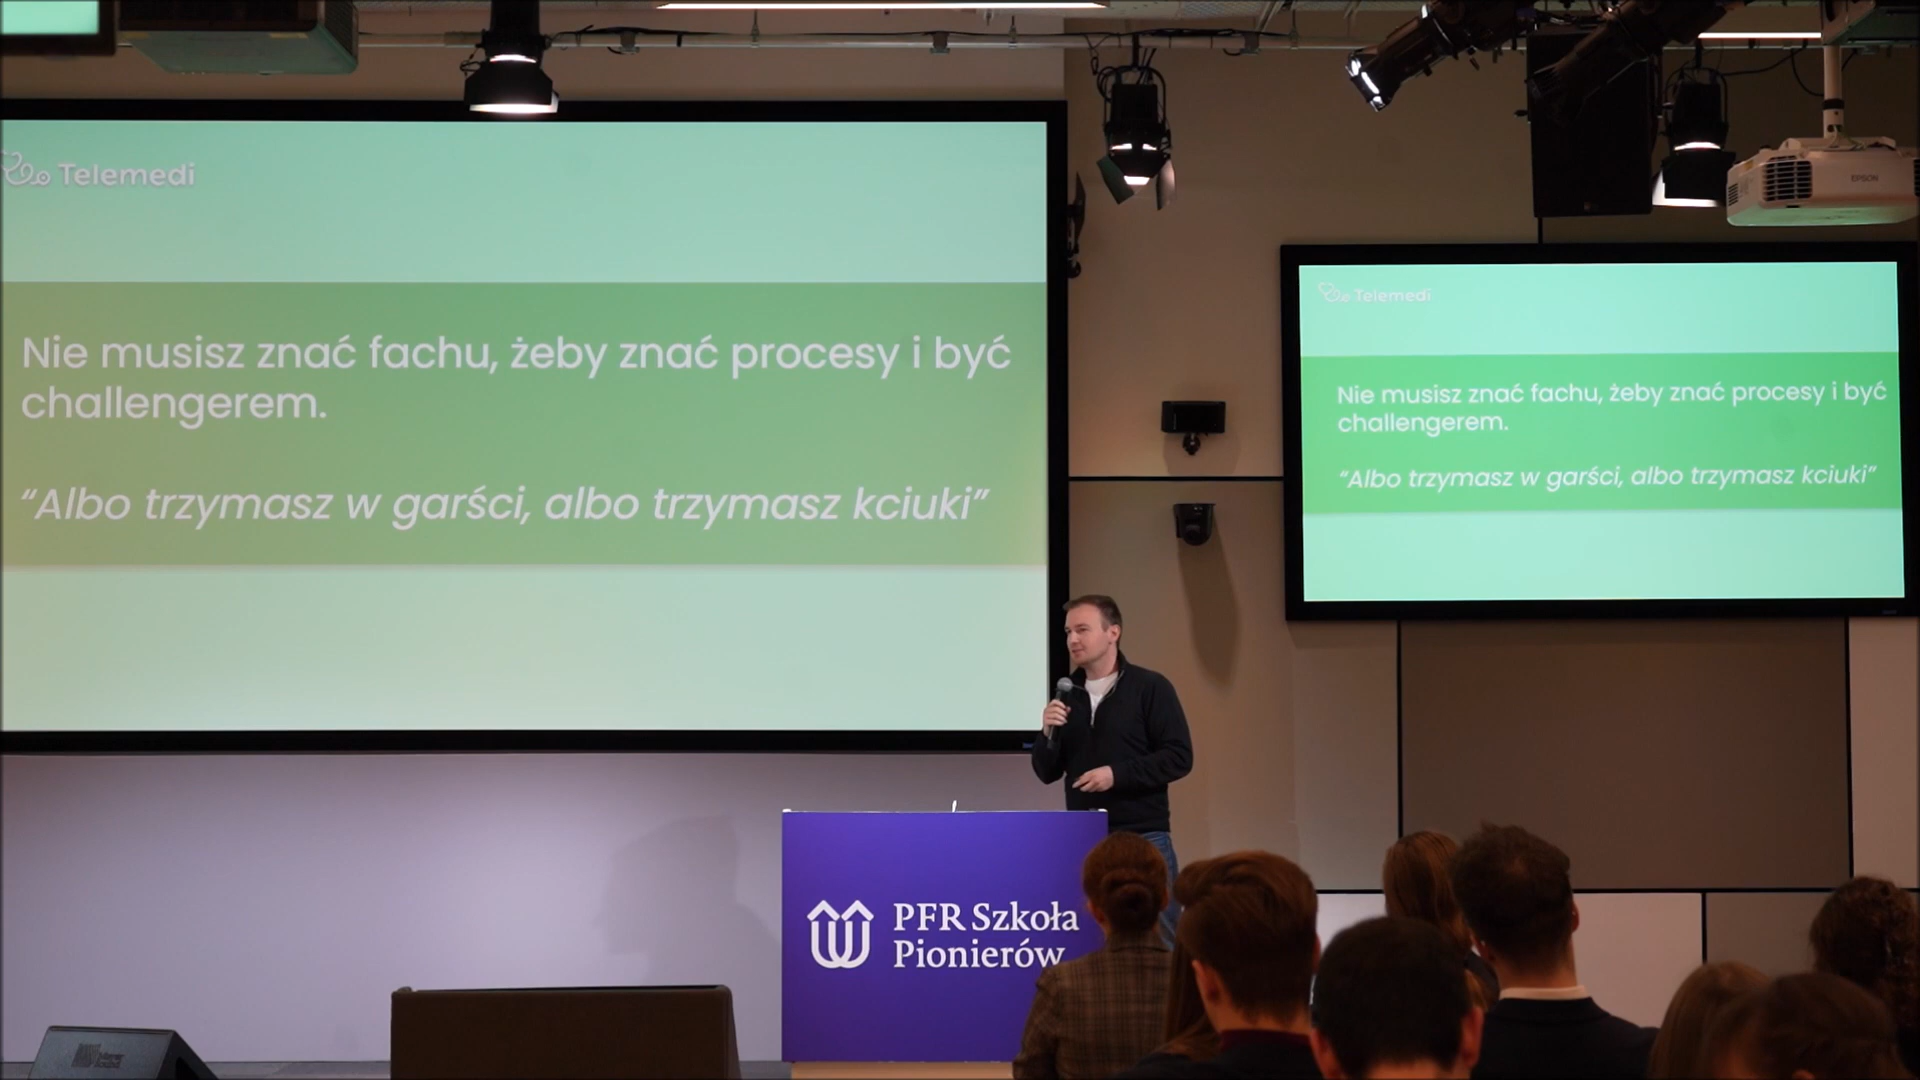 Telemedi
Nie musisz znać fachu, żeby znać procesy i być
challengerem.
“Albo trzymasz w garści, albo trzymasz kciuki”
EPSON
Telemedi
Nie musisz znać fachu, żeby znać procesy i być
challengerem.
“Albo trzymasz w garści, albo trzymasz kciuki”
PFR Szkoła
Pionierów